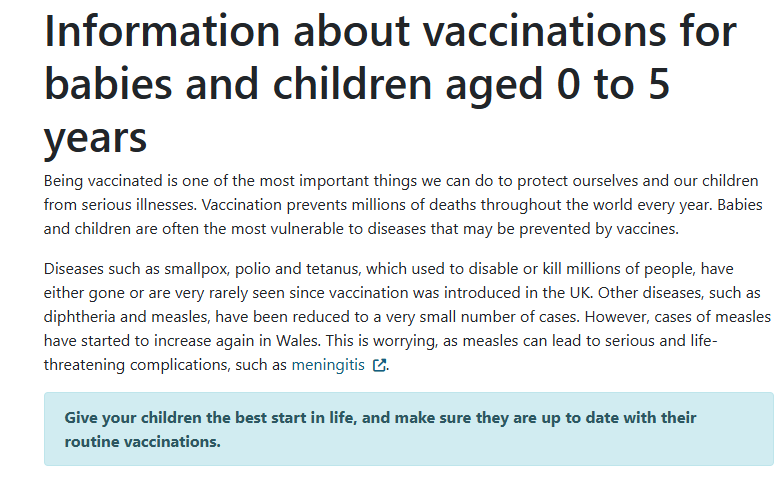 Information about vaccinations for
babies and children aged 0 to 5
years
Being vaccinated is one of the most important things we can do to protect ourselves and our children
from serious illnesses. Vaccination prevents millions of deaths throughout the world every year. Babies
and children are often the most vulnerable to diseases that may be prevented by vaccines.
Diseases such as smallpox, polio and tetanus, which used to disable or kill millions of people, have
either gone or are very rarely seen since vaccination was introduced in the UK. Other diseases, such as
diphtheria and measles, have been reduced to a very small number of cases. However, cases of measles
have started to increase again in Wales. This is worrying, as measles can lead to serious and life-
threatening complications, such as meningitis.
Give your children the best start in life, and make sure they are up to date with their
routine vaccinations.